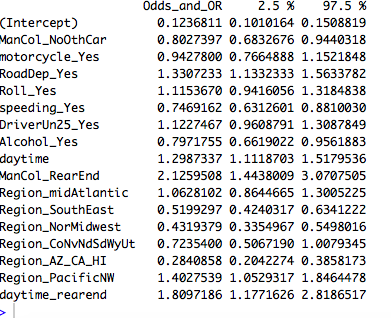 Odds_and_OR 2.5 % 97.5 %
(Intercept) 0.1236811 0.1010164 0.1508819
ManCol_NoOthCar 0.8027397 0.6832676 0.9440318
motorcycle_Yes 0.9427800 0.7664888 1.1521848
RoadDep_Yes 1.3307233 1.1332333 1.5633782
Roll_Yes 1.1153670 0.9416056 1.3184838
speeding_Yes 0.7469162 0.6312601 0.8810030
DriverUn25_Yes 1.1227467 0.9608791 1.3087849
Alcohol_Yes 0.7971755 0.6619022 0.9561883
daytime 1.2987337 1.1118703 1.5179536
ManCol_RearEnd 2.1259508 1.4438009 3.0707505
Region_midAtlantic 1.0628102 0.8644665 1.3005225
Region_SouthEast 0.5199297 0.4240317 0.6341222
Region_NorMidwest 0.4319379 0.3354967 0.5498016
Region_CoNvNdSdWyUt 0.7235400 0.5067190 1.0079345
Region_AZ_CA_HI 0.2840858 0.2042274 0.3858173
Region_PacificNW 1.4027539 1.0529317 1.8464478
daytime_rearend 1.8097186 1.1771626 2.8186517
>